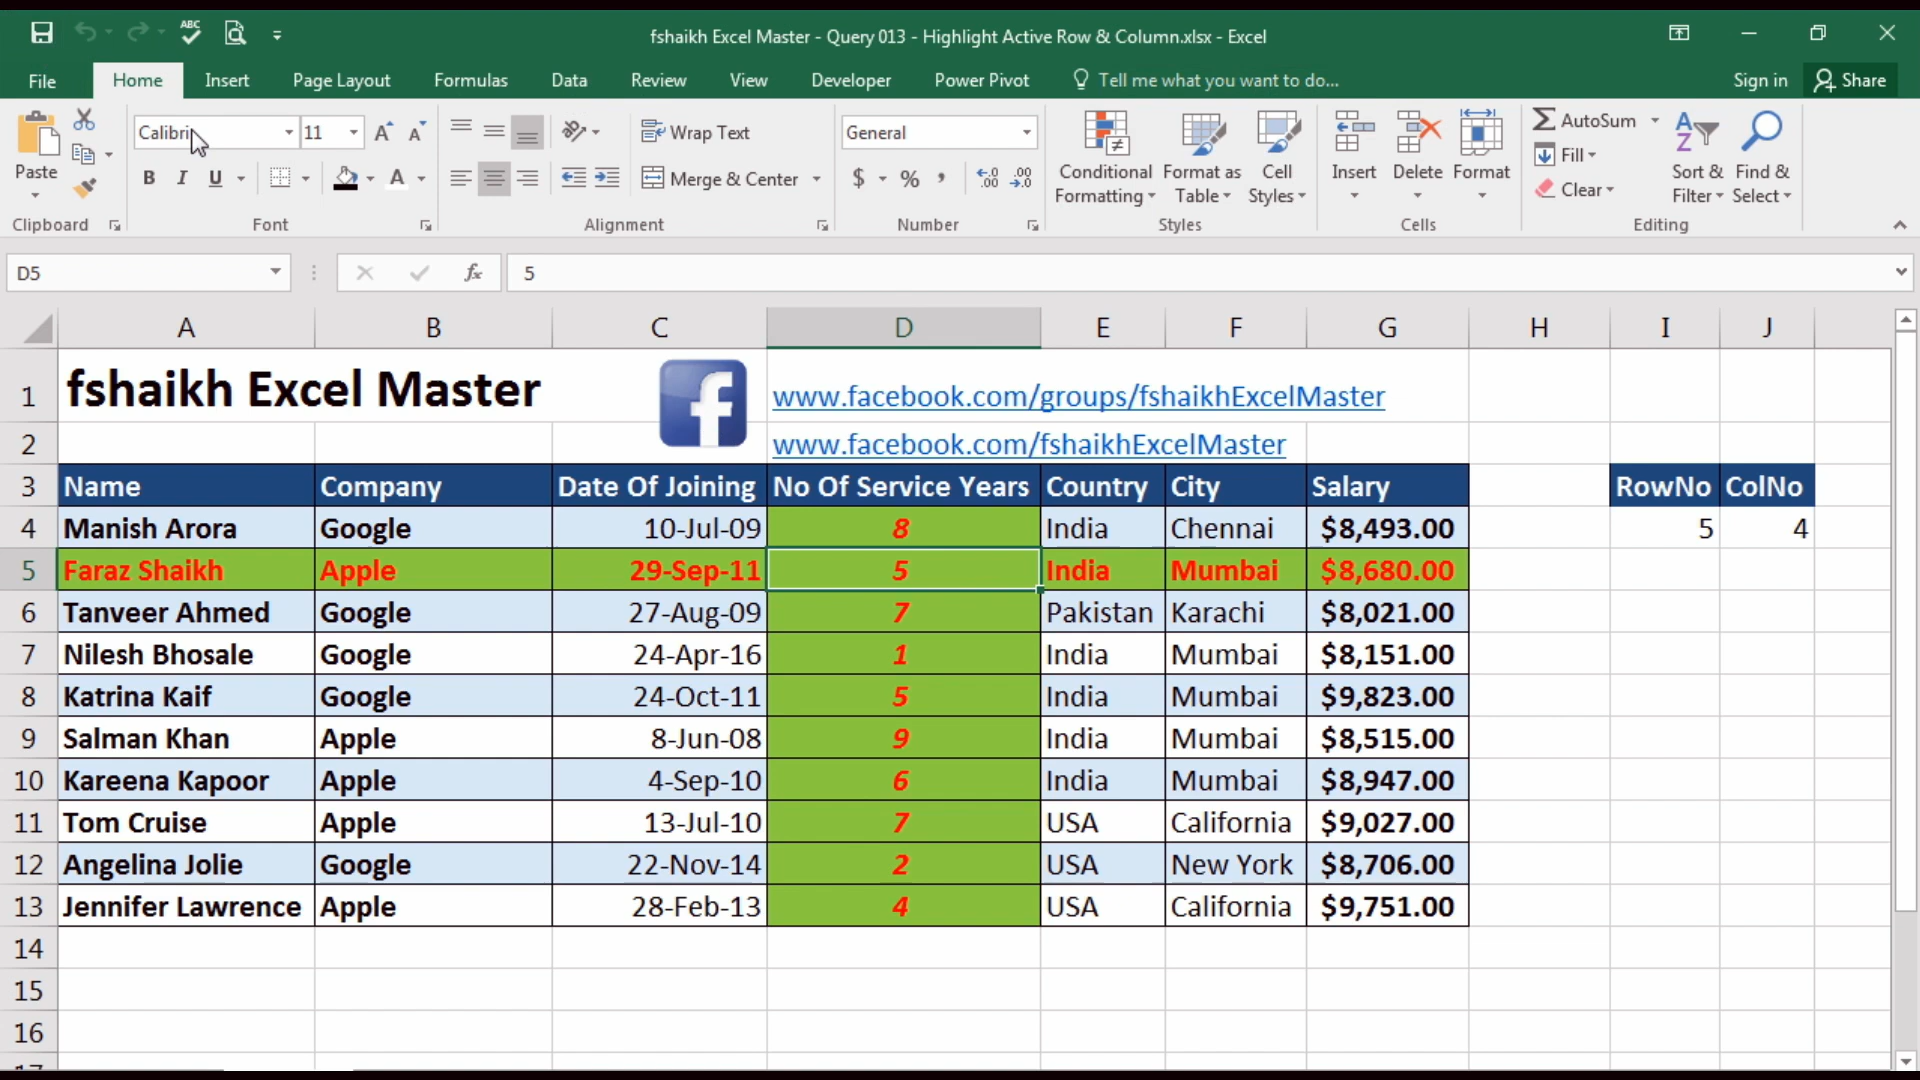 ABC
fshaikh Excel Master - Query 013 - Highlight Active Row & Column.xlsx - Excel
File Home Insert Page Layout Formulas Data Review View Developer Power Pivot Tell me what you want to do... Sign in Share
Paste
Clipboard
Calibri 11 A A
B I U A
Font
Wrap Text
Merge & Center
Alignment
General
$ % ,
Number
Conditional Formatting
Format as Table
Cell Styles
Styles
Insert Delete Format
Cells
AutoSum
Fill
Clear
Sort & Filter
Find & Select
Editing
D5 fx 5
A B C D E F G H I J
1 fshaikh Excel Master f www.facebook.com/groups/fshaikhExcelMaster
2 www.facebook.com/fshaikhExcelMaster
3 Name Company Date Of Joining No Of Service Years Country City Salary RowNo ColNo
4 Manish Arora Google 10-Jul-09 8 India Chennai $8,493.00 5 4
5 Faraz Shaikh Apple 29-Sep-11 5 India Mumbai $8,680.00
6 Tanveer Ahmed Google 27-Aug-09 7 Pakistan Karachi $8,021.00
7 Nilesh Bhosale Google 24-Apr-16 1 India Mumbai $8,151.00
8 Katrina Kaif Google 24-Oct-11 5 India Mumbai $9,823.00
9 Salman Khan Apple 8-Jun-08 9 India Mumbai $8,515.00
10 Kareena Kapoor Apple 4-Sep-10 6 India Mumbai $8,947.00
11 Tom Cruise Apple 13-Jul-10 7 USA California $9,027.00
12 Angelina Jolie Google 22-Nov-14 2 USA New York $8,706.00
13 Jennifer Lawrence Apple 28-Feb-13 4 USA California $9,751.00
14
15
16